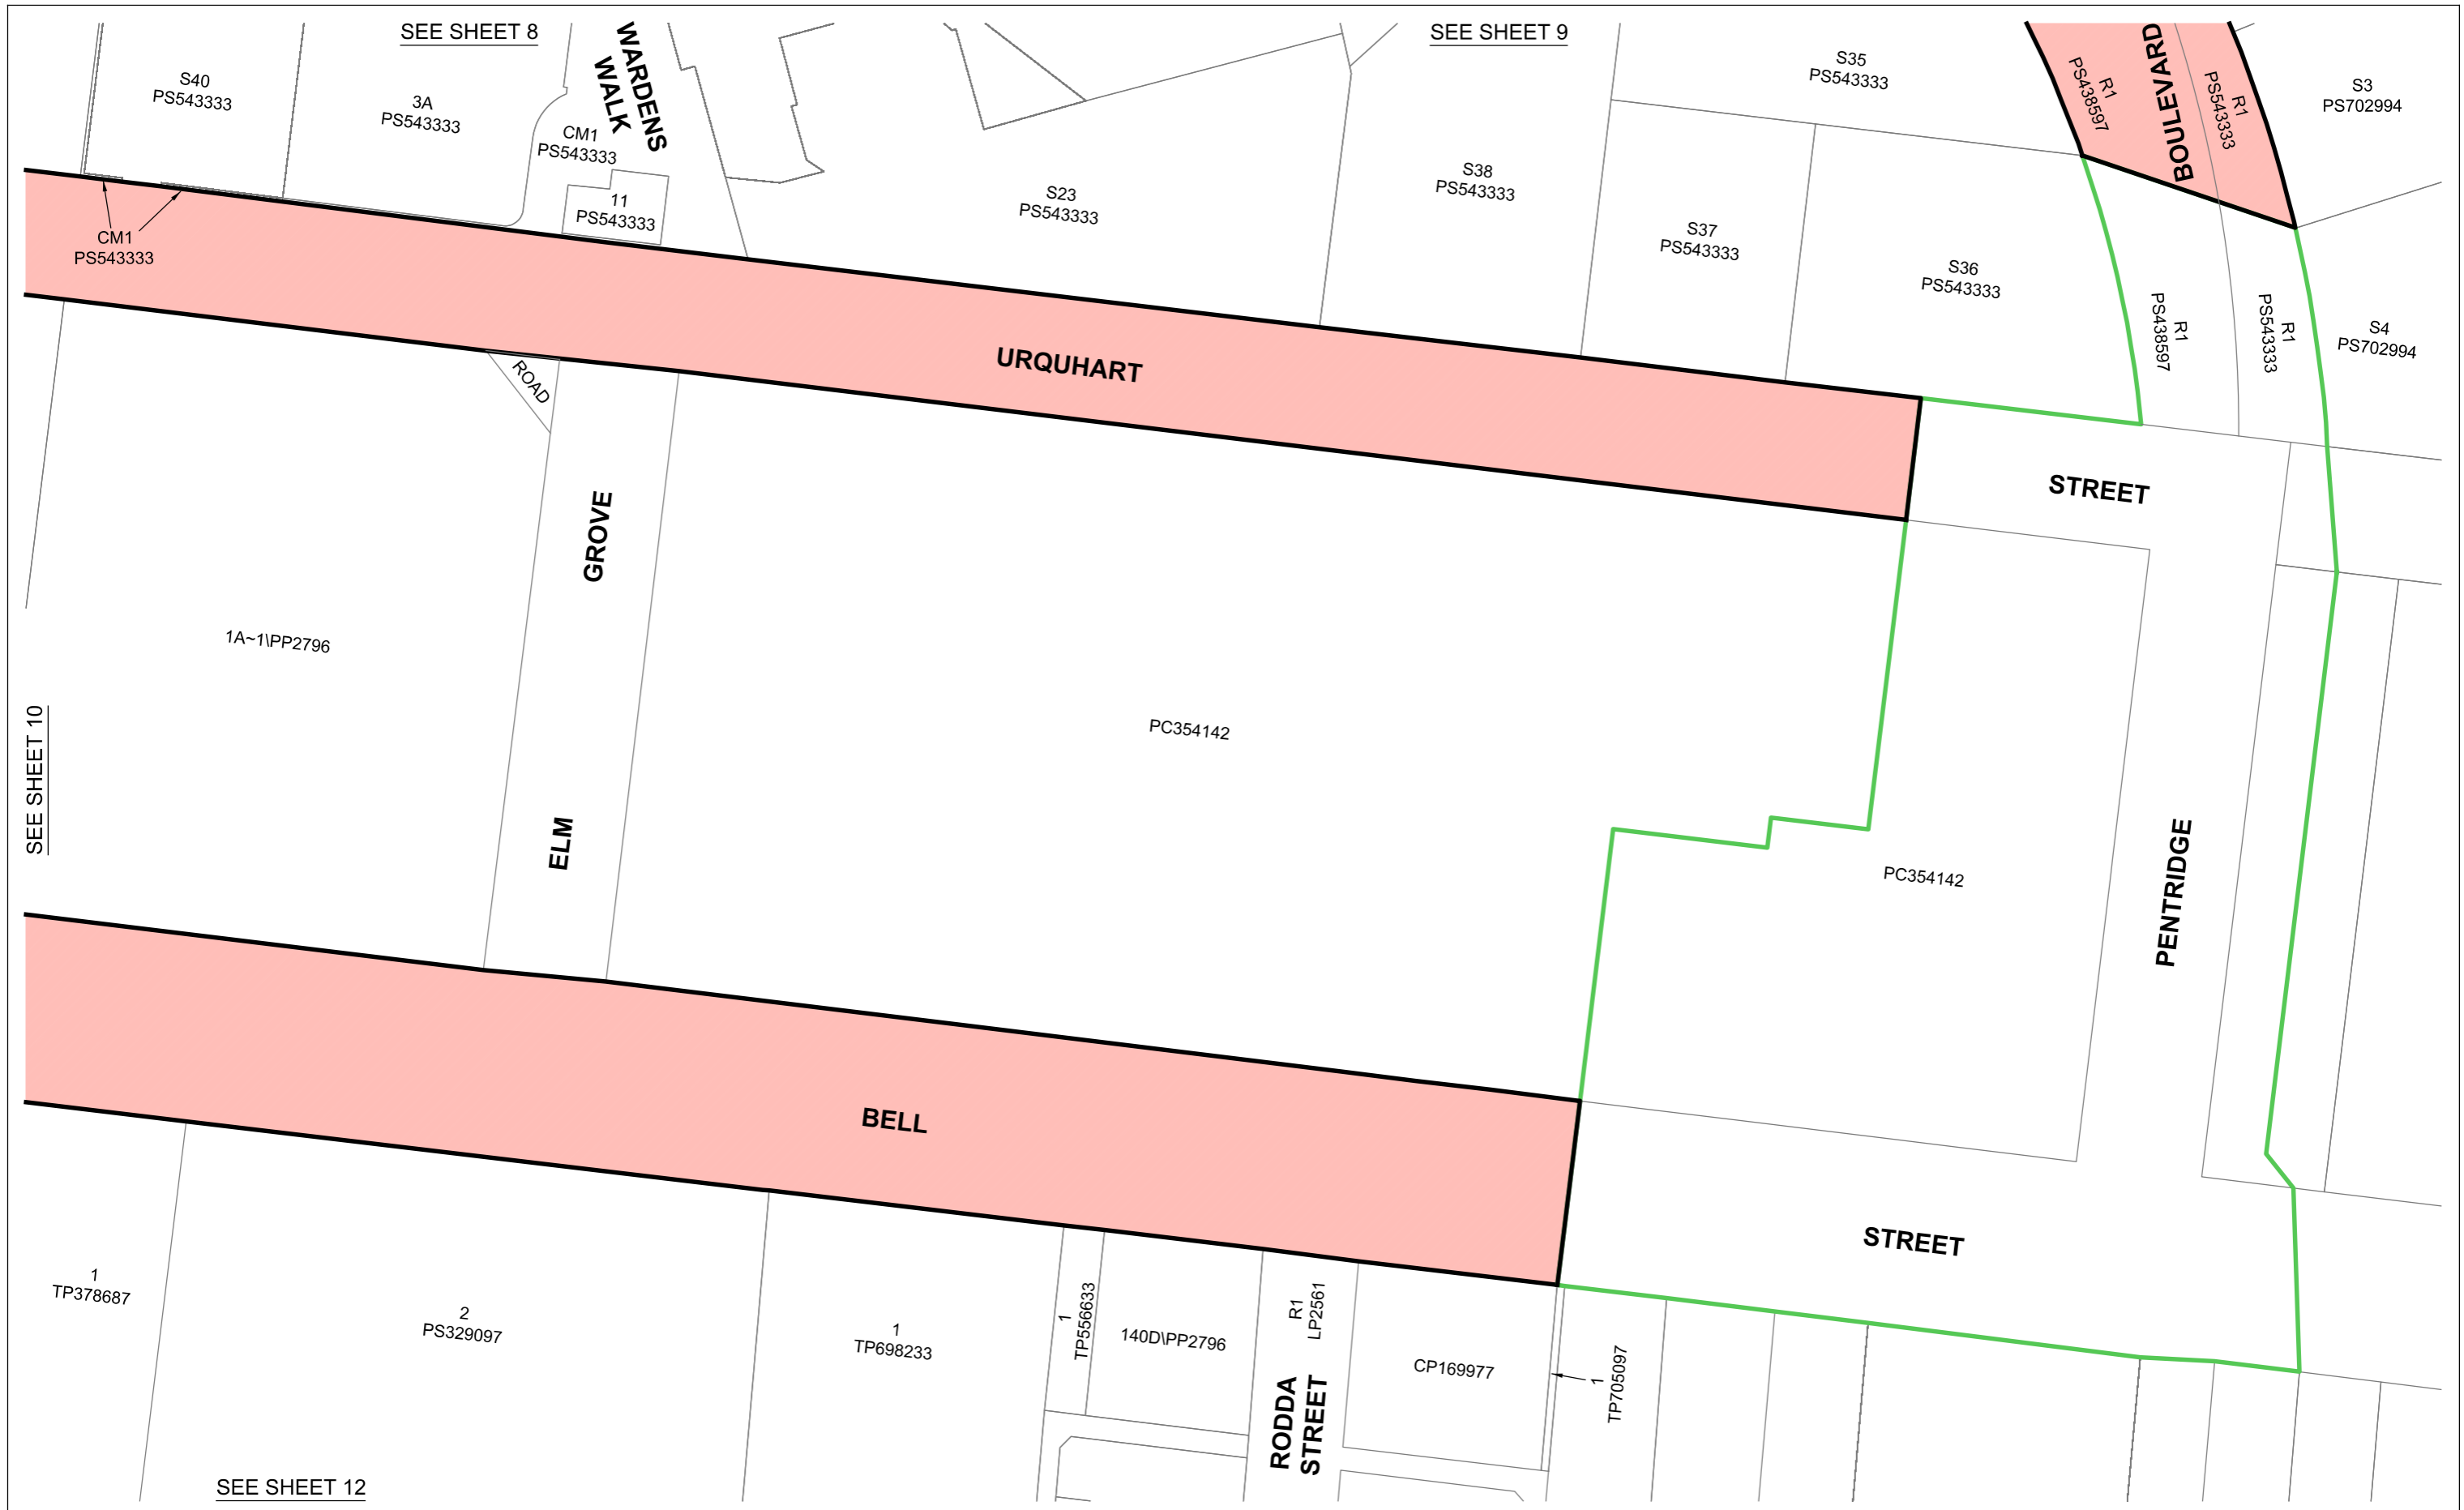 SEE SHEET 8
SEE SHEET 9
WARDENS
WALK
BOULEVARD
S40
PS543333
3A
PS543333
CM1
PS543333
11
PS543333
CM1
PS543333
S23
PS543333
S38
PS543333
S35
PS543333
S37
PS543333
S36
PS543333
R1
PS438597
R1
PS543333
S3
PS702994
R1
PS438597
R1
PS543333
S4
PS702994
URQUHART
STREET
ROAD
GROVE
ELM
1A~1\PP2796
SEE SHEET 10
PC354142
PC354142
PENTRIDGE
BELL
STREET
1
TP378687
2
PS329097
1
TP698233
1
TP556633
140D\PP2796
R1
LP2561
RODDA
STREET
CP169977
1
TP705097
SEE SHEET 12